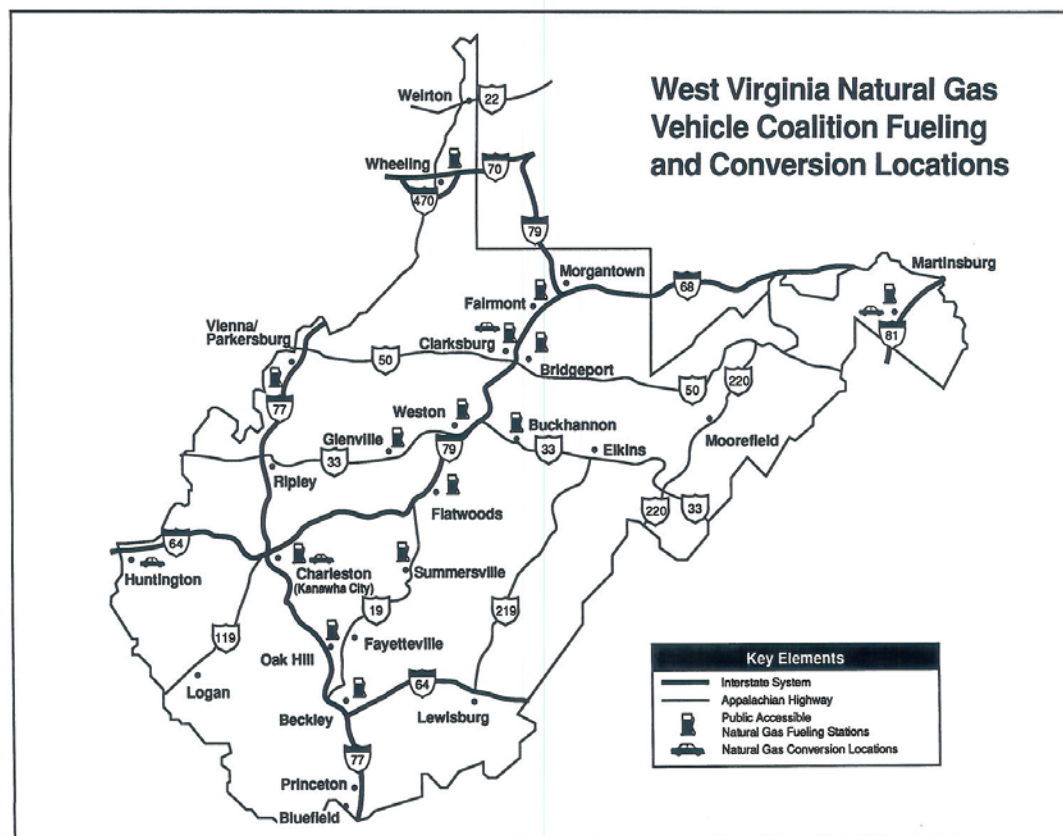 West Virginia Natural Gas
Vehicle Coalition Fueling
and Conversion Locations
Weirton
22
Wheeling
70
470
79
Morgantown
Martinsburg
68
Fairmont
81
Vienna/
Parkersburg
Clarksburg
50
Bridgeport
50
220
77
Weston
Buckhannon
Moorefield
Glenville
33
79
33
Elkins
Ripley
Flatwoods
220
33
64
Huntington
Charleston
(Kanawha City)
Summersville
19
219
119
Fayetteville
Oak Hill
Logan
64
Beckley
Lewisburg
77
Princeton
Bluefield
Key Elements
Interstate System
Appalachian Highway
Public Accessible
Natural Gas Fueling Stations
Natural Gas Conversion Locations